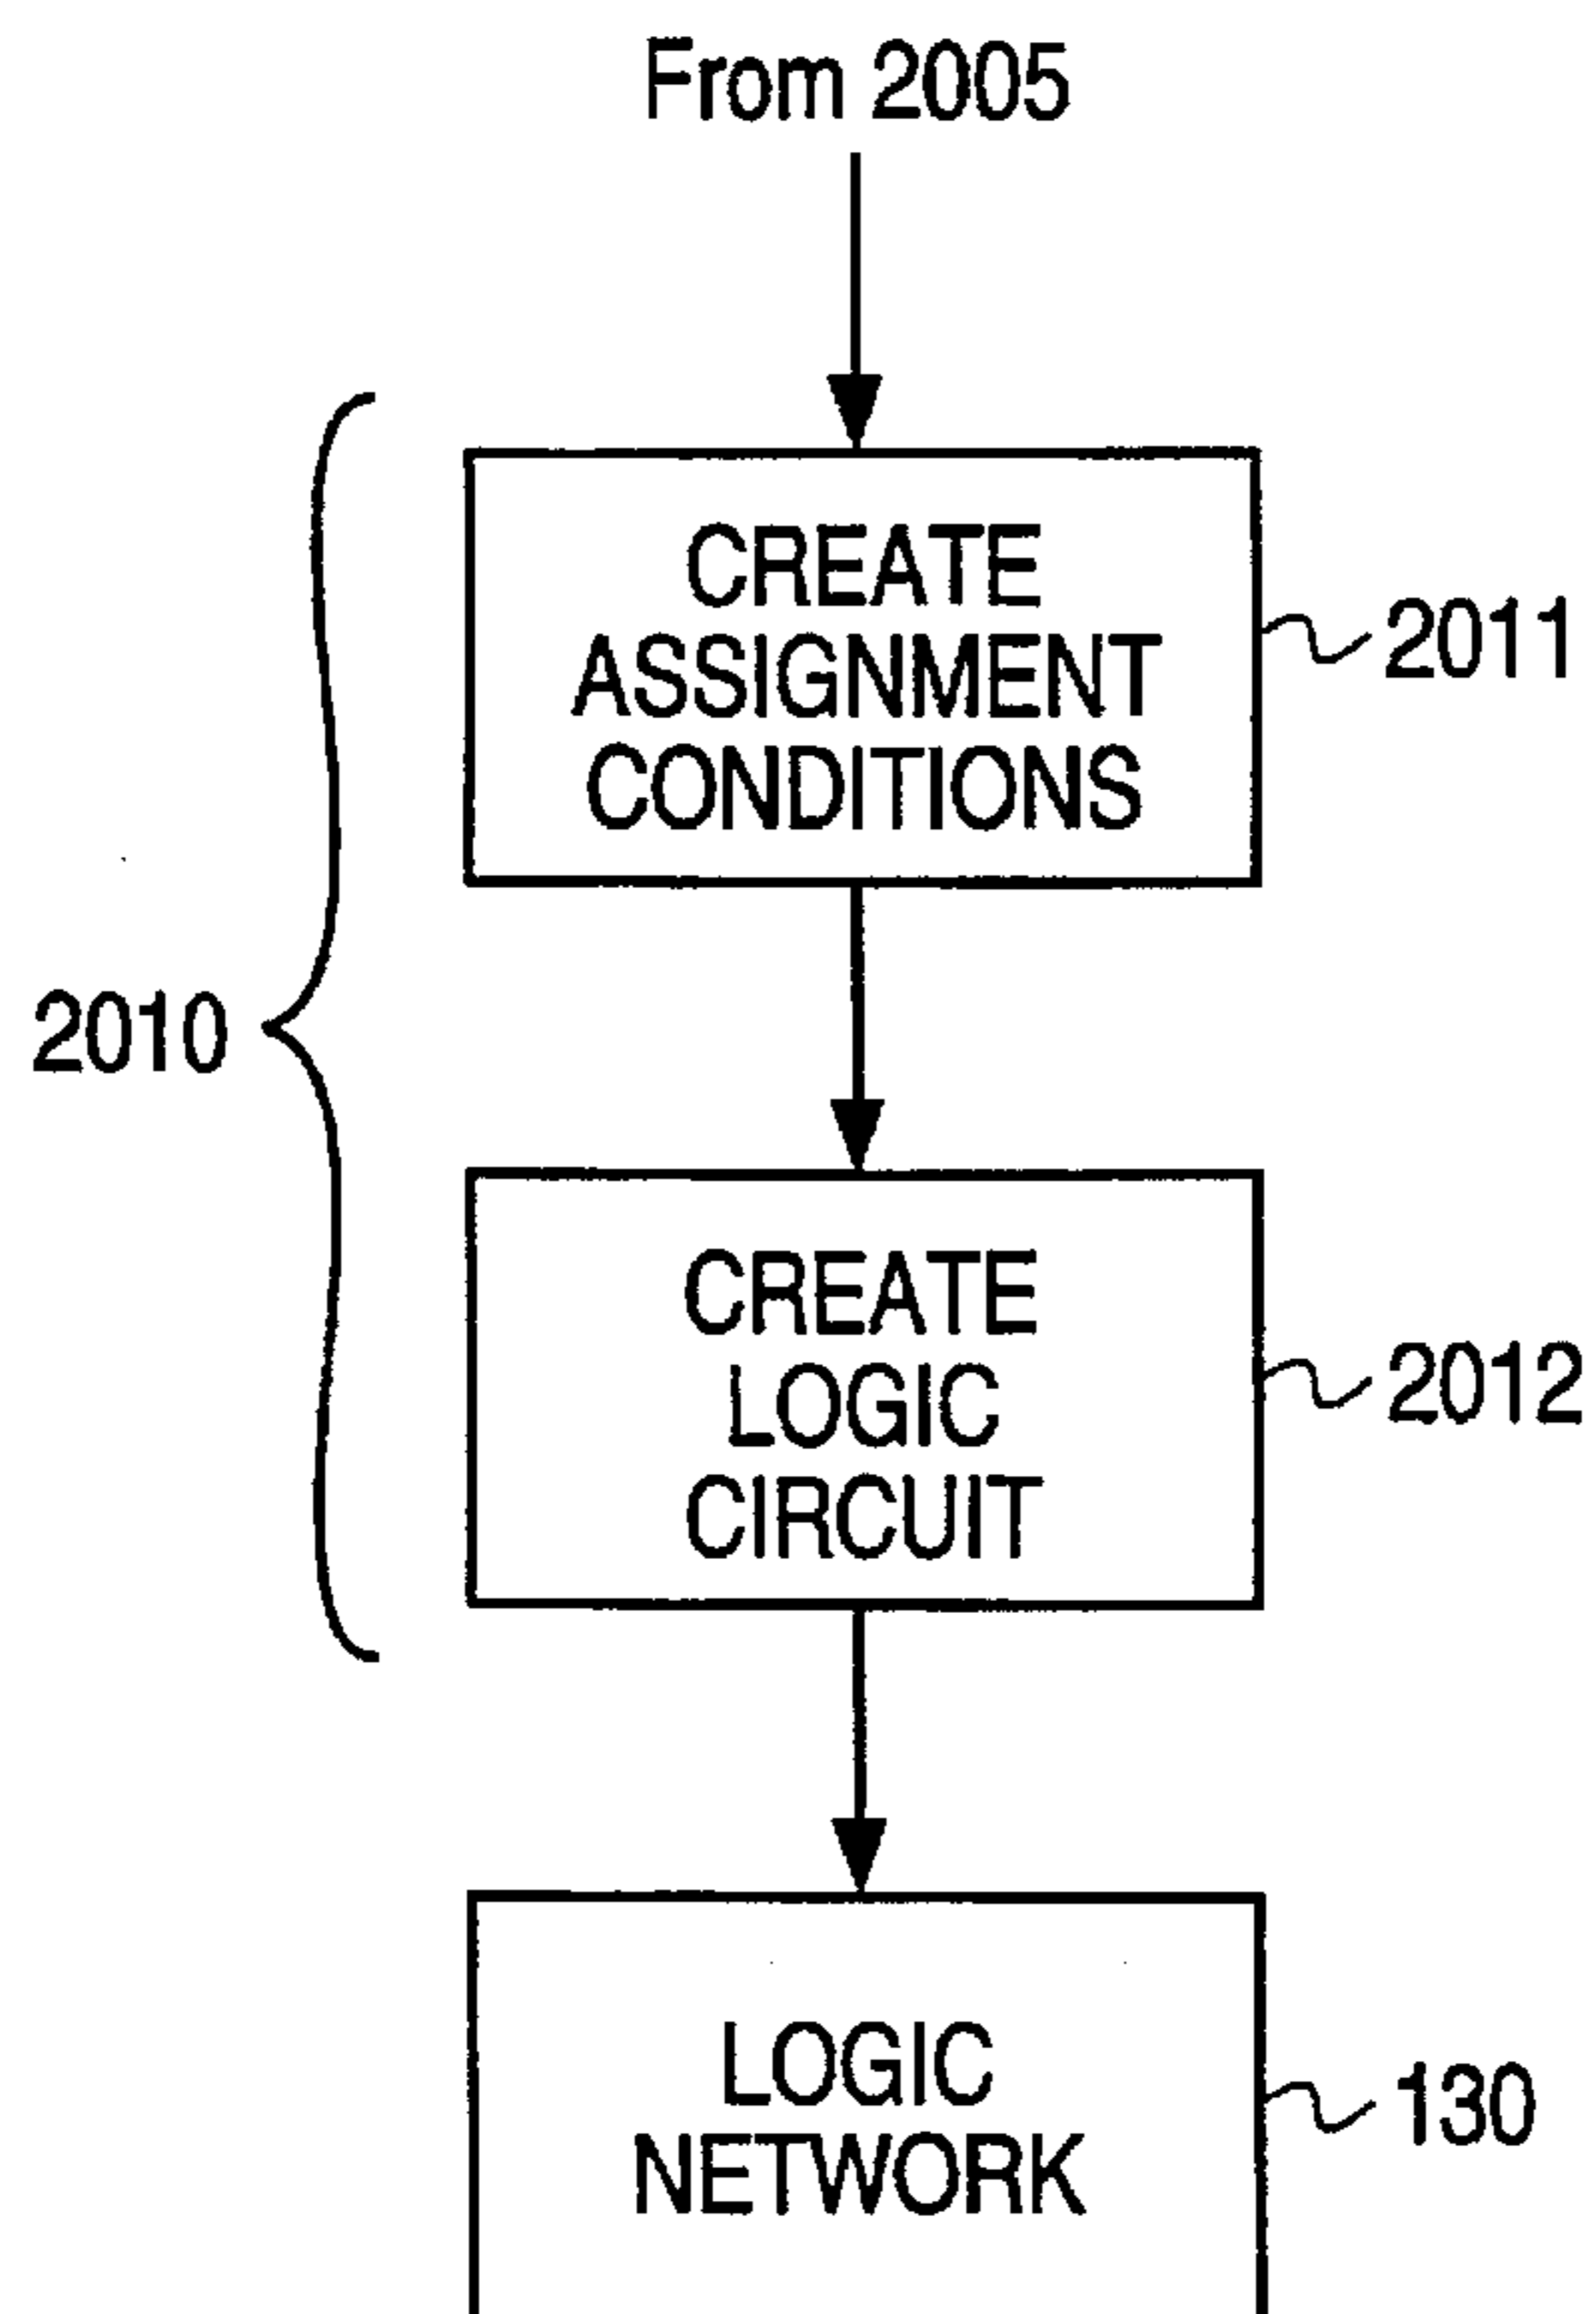 From 2005
CREATE
ASSIGNMENT
CONDITIONS
2011
2010
CREATE
LOGIC
CIRCUIT
2012
LOGIC
NETWORK
130